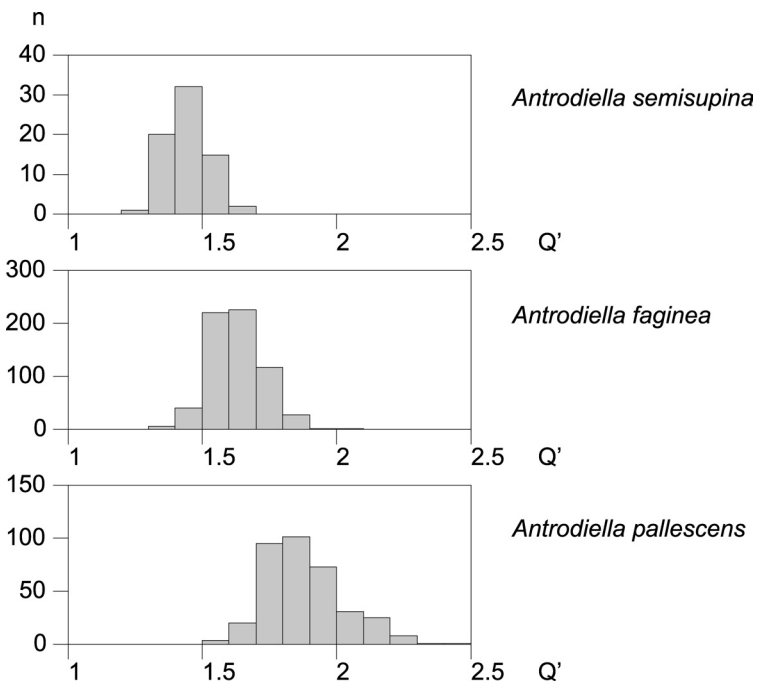 n
40
30
20
10
0
Antrodiella semisupina
1 1.5 2 2.5 Q’
300
200
100
0
Antrodiella faginea
1 1.5 2 2.5 Q’
150
100
50
0
Antrodiella pallescens
1 1.5 2 2.5 Q’